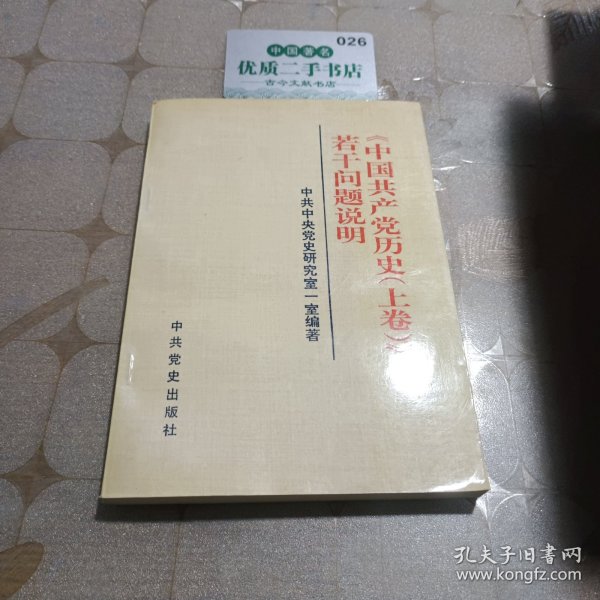 026
中国著名
优质二手书店
古今文献书店
《中国共产党历史(上卷)》
若干问题说明
中共中央党史研究室一室编著
中共党史出版社
孔夫子旧书网
www.kongfz.com